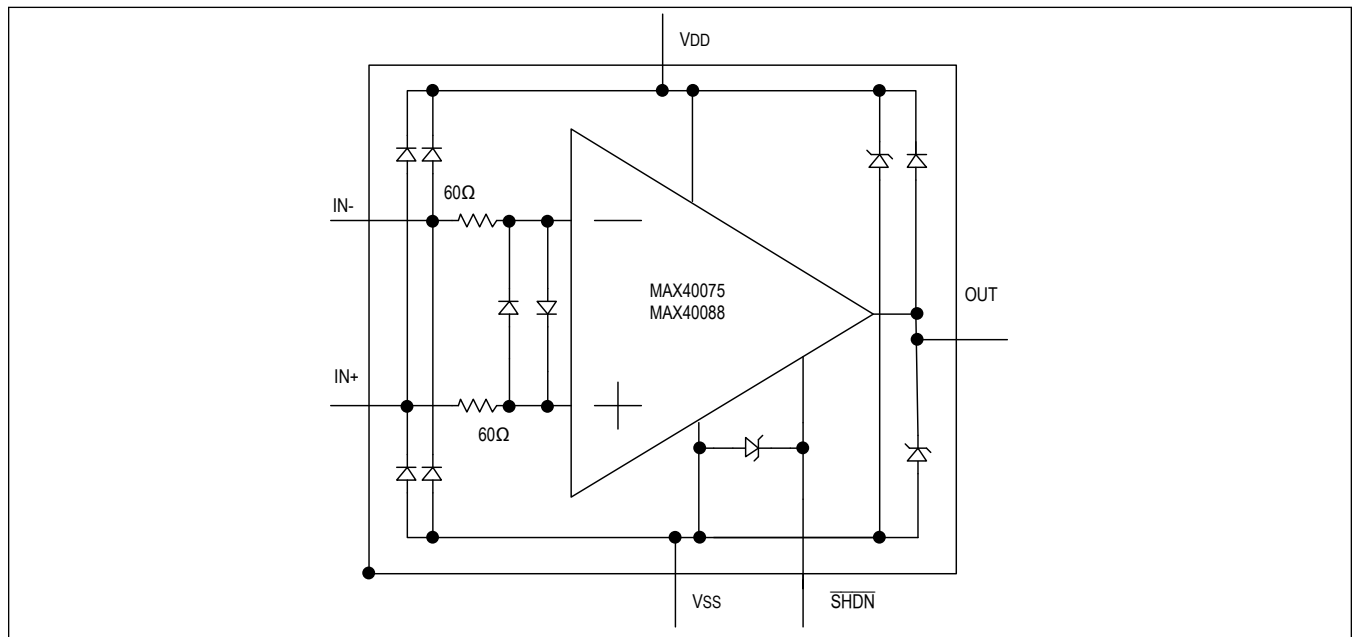 VDD
60Ω
IN-
MAX40075
MAX40088
OUT
IN+
60Ω
VSS
SHDN